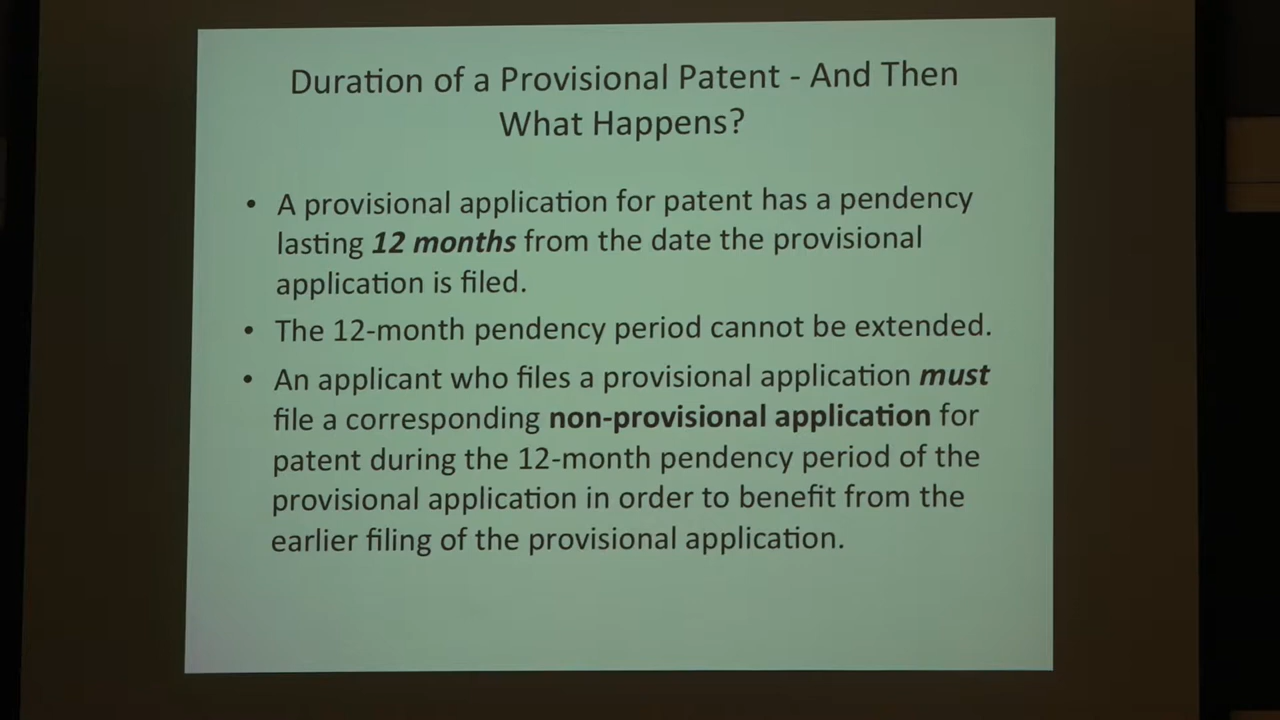 Duration of a Provisional Patent - And Then
What Happens?
• A provisional application for patent has a pendency
lasting 12 months from the date the provisional
application is filed.
• The 12-month pendency period cannot be extended.
• An applicant who files a provisional application must
file a corresponding non-provisional application for
patent during the 12-month pendency period of the
provisional application in order to benefit from the
earlier filing of the provisional application.